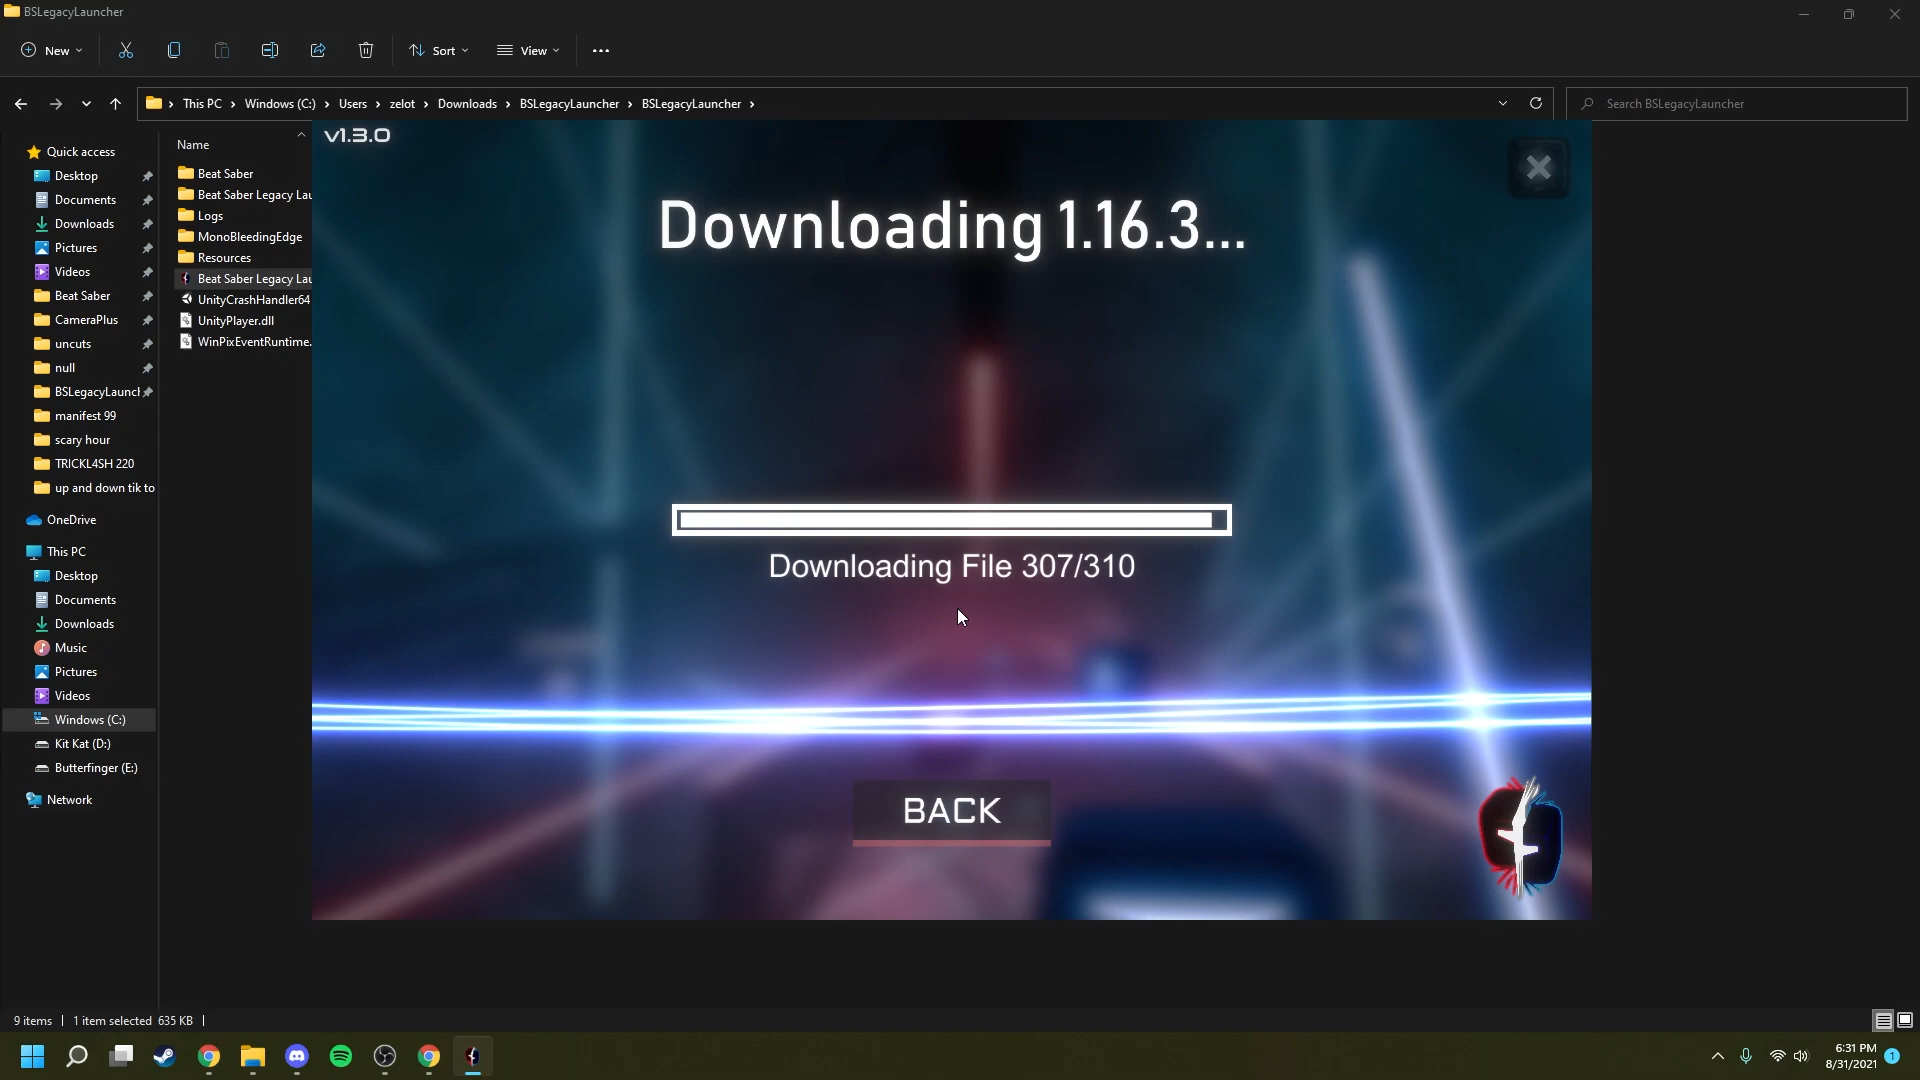 BSLegacyLauncher
New
Sort
View
This PC
Windows (C:)
Users
zelot
Downloads
BSLegacyLauncher
BSLegacyLauncher
Search BSLegacyLauncher
Quick access
Desktop
Documents
Downloads
Pictures
Videos
Beat Saber
CameraPlus
uncuts
null
BSLegacyLauncl
manifest 99
scary hour
TRICKL4SH 220
up and down tik to
OneDrive
This PC
Desktop
Documents
Downloads
Music
Pictures
Videos
Windows (C:)
Kit Kat (D:)
Butterfinger (E:)
Network
Name
Beat Saber
Beat Saber Legacy Lau
Logs
MonoBleedingEdge
Resources
Beat Saber Legacy Lau
UnityCrashHandler64
UnityPlayer.dll
WinPixEventRuntime.
v1.3.0
Downloading 1.16.3...
Downloading File 307/310
BACK
9 items
1 item selected 635 KB
6:31 PM
8/31/2021
1